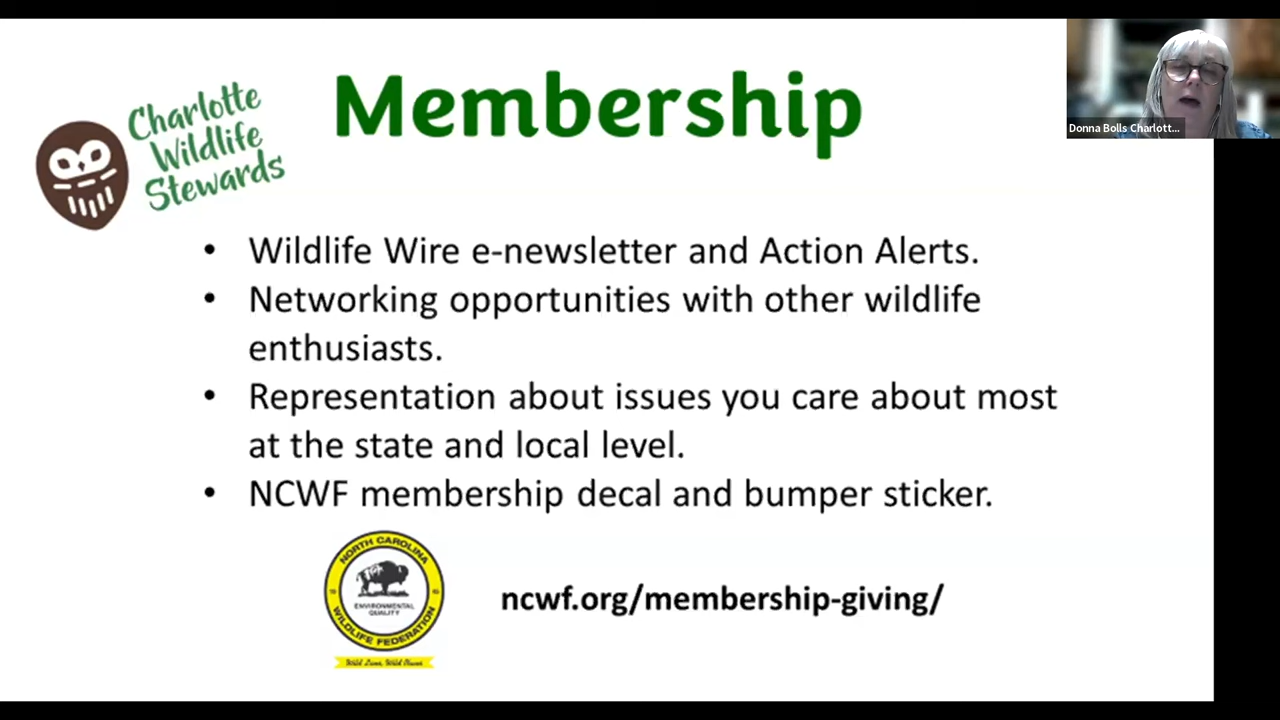 Membership
Charlotte
Wildlife
Stewards
Donna Bolls Charlott...
• Wildlife Wire e-newsletter and Action Alerts.
• Networking opportunities with other wildlife
enthusiasts.
• Representation about issues you care about most
at the state and local level.
• NCWF membership decal and bumper sticker.
NORTH CAROLINA
ENVIRONMENTAL
QUALITY
WILDLIFE FEDERATION
ncwf.org/membership-giving/